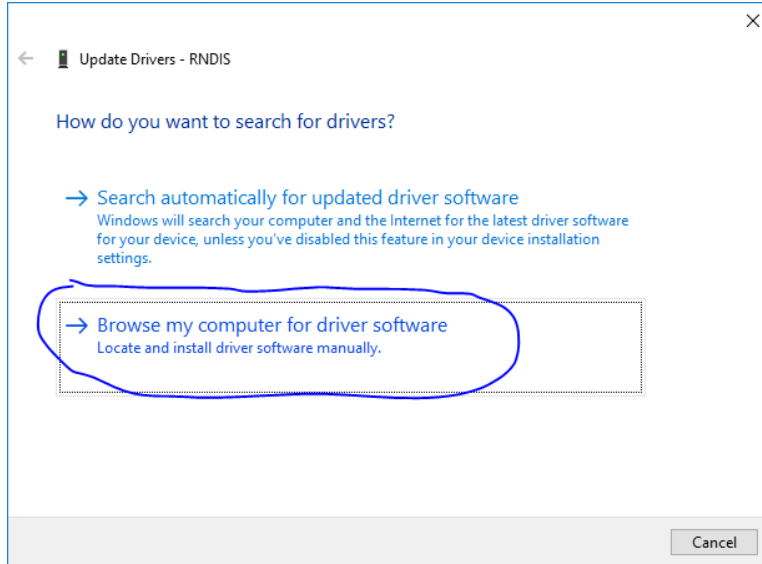 Update Drivers - RNDIS
How do you want to search for drivers?
Search automatically for updated driver software
Windows will search your computer and the Internet for the latest driver software
for your device, unless you've disabled this feature in your device installation
settings.
Browse my computer for driver software
Locate and install driver software manually.
Cancel